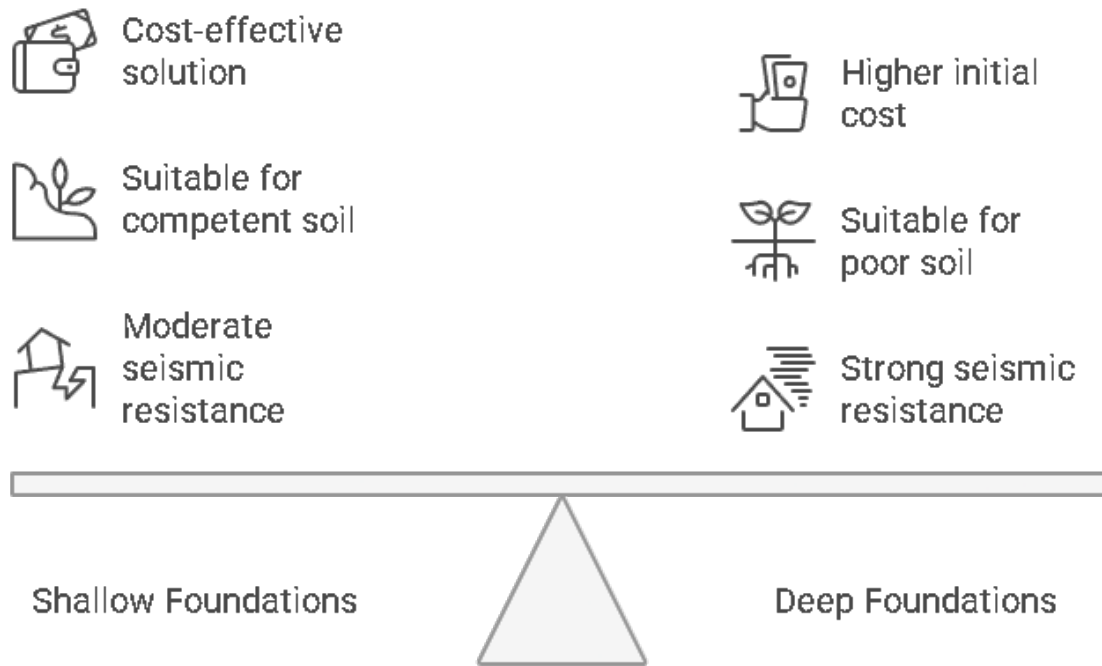 Cost-effective
solution
Suitable for
competent soil
Moderate
seismic
resistance
Higher initial
cost
Suitable for
poor soil
Strong seismic
resistance
Shallow Foundations
Deep Foundations